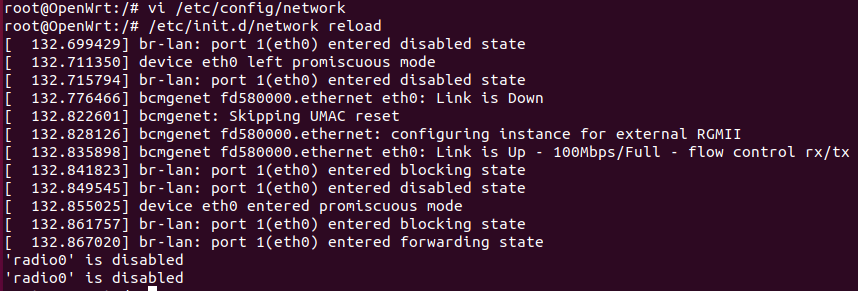 root@OpenWrt:/# vi /etc/config/network
root@OpenWrt:/# /etc/init.d/network reload
[  132.699429] br-lan: port 1(eth0) entered disabled state
[  132.711350] device eth0 left promiscuous mode
[  132.715794] br-lan: port 1(eth0) entered disabled state
[  132.776466] bcmgenet fd580000.ethernet eth0: Link is Down
[  132.822601] bcmgenet: Skipping UMAC reset
[  132.828126] bcmgenet fd580000.ethernet: configuring instance for external RGMII
[  132.835898] bcmgenet fd580000.ethernet eth0: Link is Up - 100Mbps/Full - flow control rx/tx
[  132.841823] br-lan: port 1(eth0) entered blocking state
[  132.849545] br-lan: port 1(eth0) entered disabled state
[  132.855025] device eth0 entered promiscuous mode
[  132.861757] br-lan: port 1(eth0) entered blocking state
[  132.867020] br-lan: port 1(eth0) entered forwarding state
'radio0' is disabled
'radio0' is disabled